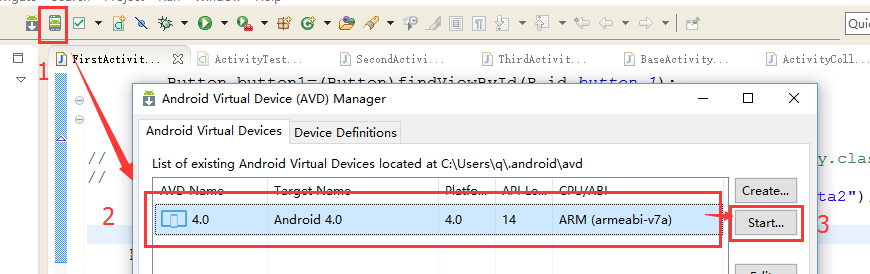 Quic
1
FirstActivit...
ActivityTest...
SecondActivi...
ThirdActivit...
BaseActivity...
ActivityColl...
Button button1=(Button)findViewById(R.id.button_1);
Android Virtual Device (AVD) Manager
Android Virtual Devices
Device Definitions
List of existing Android Virtual Devices located at C:\Users\q\.android\avd
// y.clas
//
AVD Name Target Name Platfo... API Le... CPU/ABI
Create...
ta2"),
2
4.0 Android 4.0 4.0 14 ARM (armeabi-v7a)
Start...
3